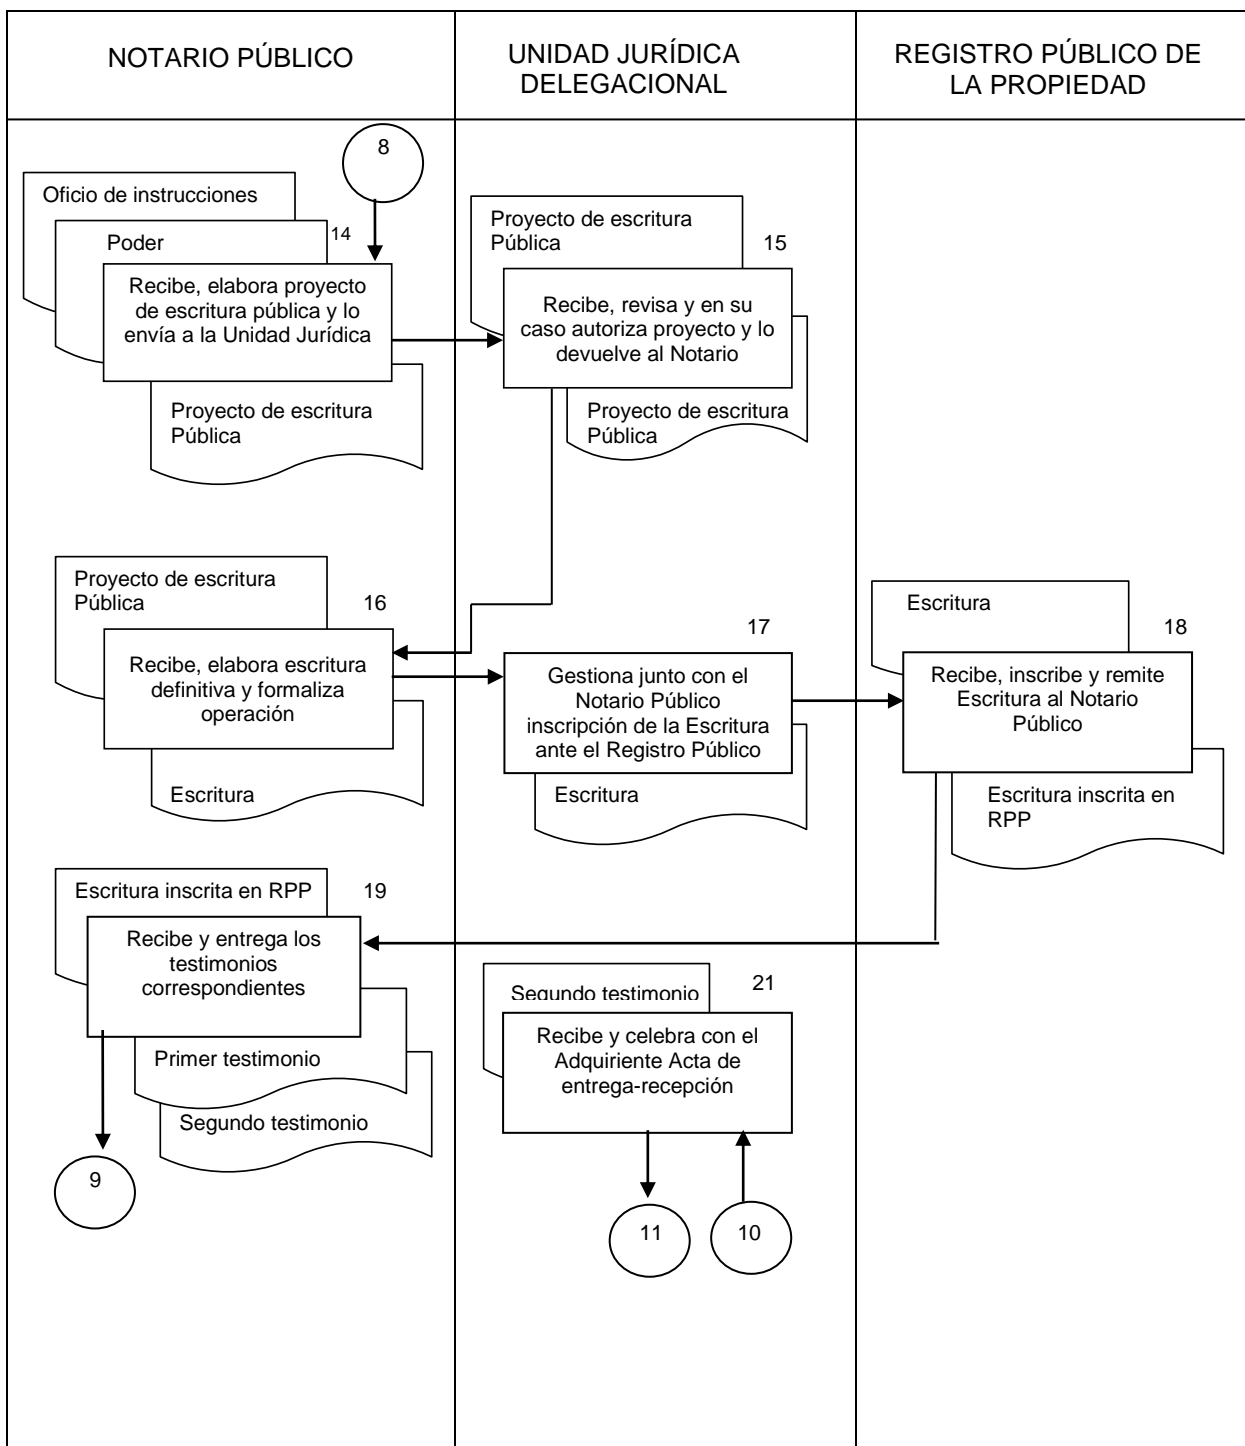 NOTARIO PÚBLICO
UNIDAD JURÍDICA
DELEGACIONAL
REGISTRO PÚBLICO DE
LA PROPIEDAD
8
Oficio de instrucciones
Poder
14
Recibe, elabora proyecto
de escritura pública y lo
envía a la Unidad Jurídica
Proyecto de escritura
Pública
Proyecto de escritura
Pública
15
Recibe, revisa y en su
caso autoriza proyecto y lo
devuelve al Notario
Proyecto de escritura
Pública
Proyecto de escritura
Pública
16
Recibe, elabora escritura
definitiva y formaliza
operación
Escritura
17
Gestiona junto con el
Notario Público
inscripción de la Escritura
ante el Registro Público
Escritura
Escritura
18
Recibe, inscribe y remite
Escritura al Notario
Público
Escritura inscrita en
RPP
Escritura inscrita en RPP
19
Recibe y entrega los
testimonios
correspondientes
Primer testimonio
Segundo testimonio
9
Segundo testimonio
21
Recibe y celebra con el
Adquiriente Acta de
entrega-recepción
11
10